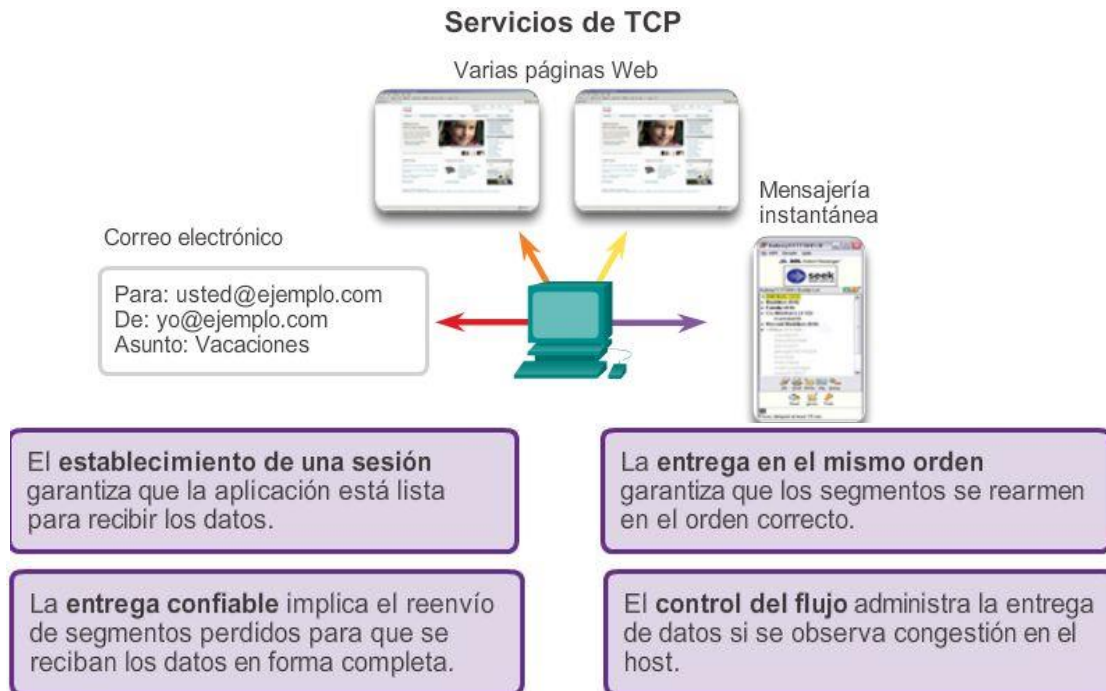 Servicios de TCP
Varias páginas Web
Mensajería
instantánea
Correo electrónico
Para: usted@ejemplo.com
De: yo@ejemplo.com
Asunto: Vacaciones
seek
El establecimiento de una sesión
garantiza que la aplicación está lista
para recibir los datos.
La entrega en el mismo orden
garantiza que los segmentos se rearmen
en el orden correcto.
La entrega confiable implica el reenvío
de segmentos perdidos para que se
reciban los datos en forma completa.
El control del flujo administra la entrega
de datos si se observa congestión en el
host.